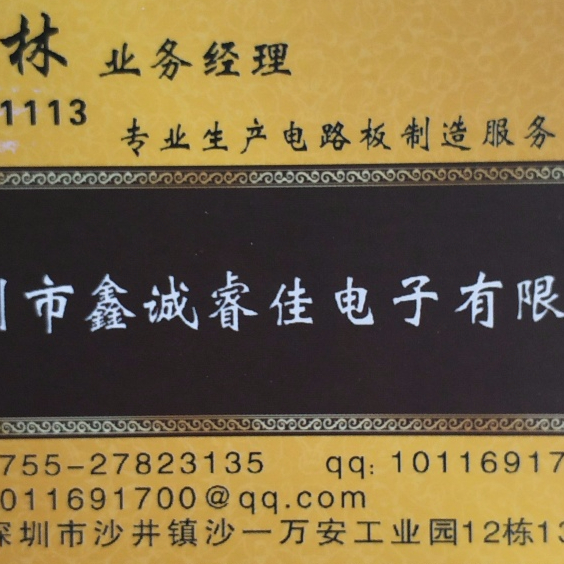 林 业务经理
1113
专业生产电路板制造服务
圳市鑫诚睿佳电子有限
755-27823135 qq: 10116917
011691700@qq.com
深圳市沙井镇沙一万安工业园12栋13